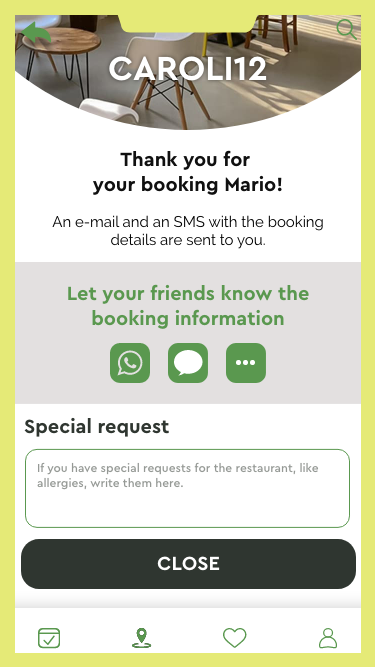 CAROLI12
Thank you for
your booking Mario!
An e-mail and an SMS with the booking
details are sent to you.
Let your friends know the
booking information
Special request
If you have special requests for the restaurant, like
allergies, write them here.
CLOSE